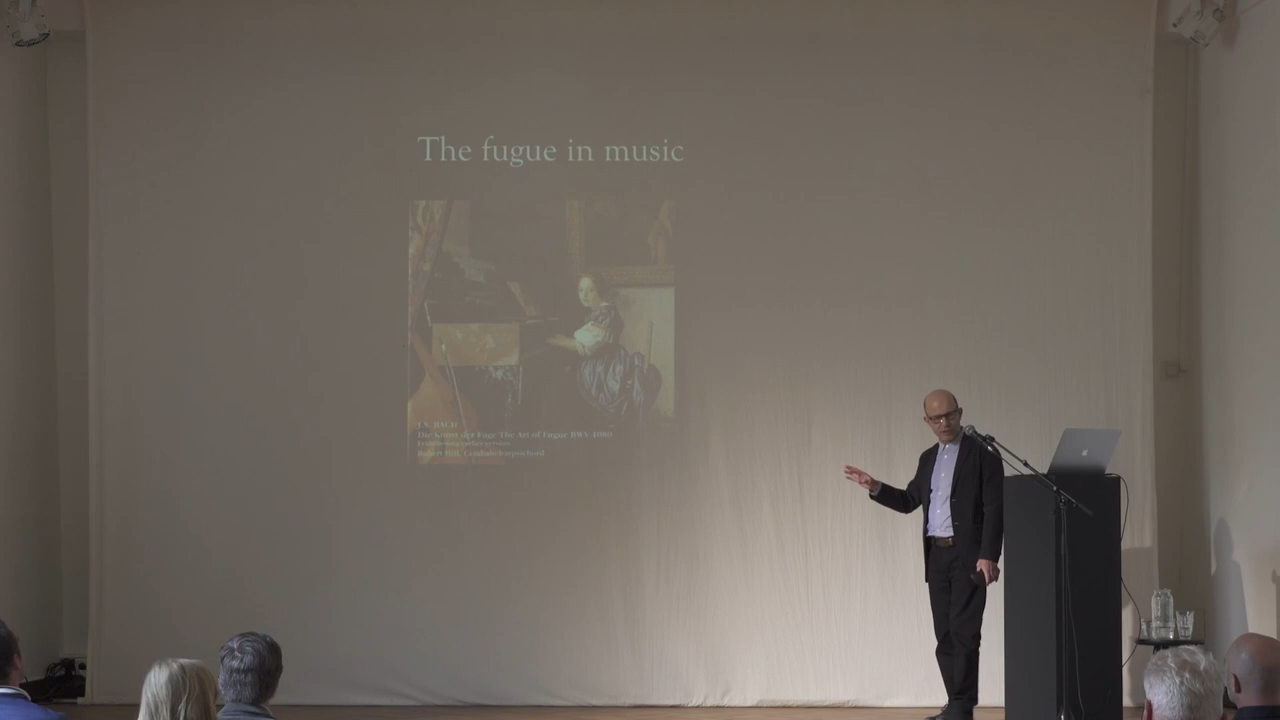 The fugue in music
J.S. BACH
Die Kunst der Fuge·The Art of Fugue BWV 1080
Robert Hill, Cembalo/harpsichord